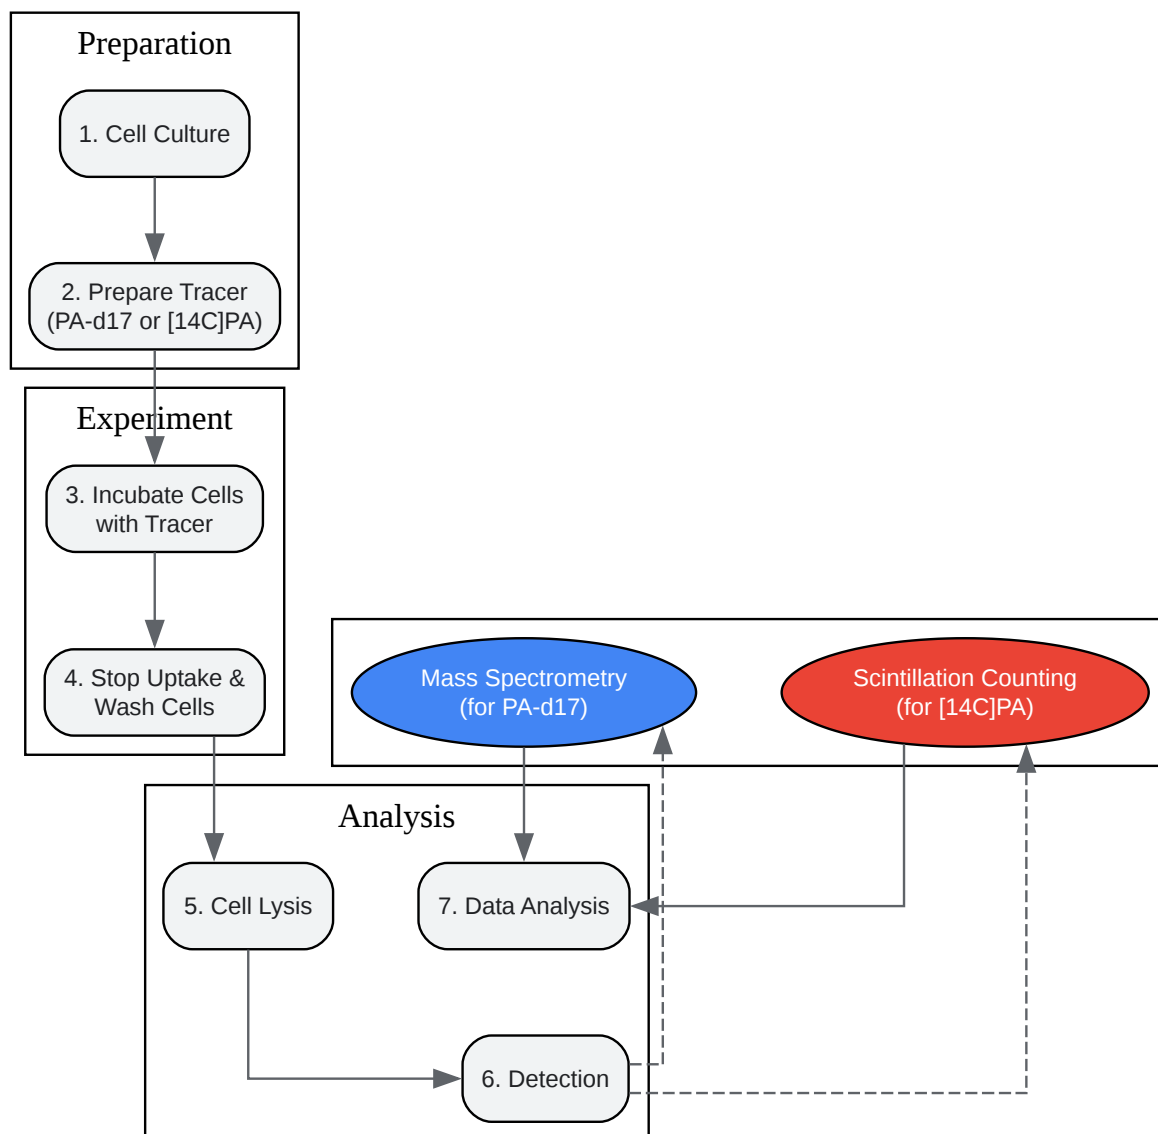 Preparation
1. Cell Culture
2. Prepare Tracer
(PA-d17 or [14C]PA)
Experiment
3. Incubate Cells
with Tracer
4. Stop Uptake &
Wash Cells
Mass Spectrometry
(for PA-d17)
Scintillation Counting
(for [14C]PA)
Analysis
5. Cell Lysis
7. Data Analysis
6. Detection